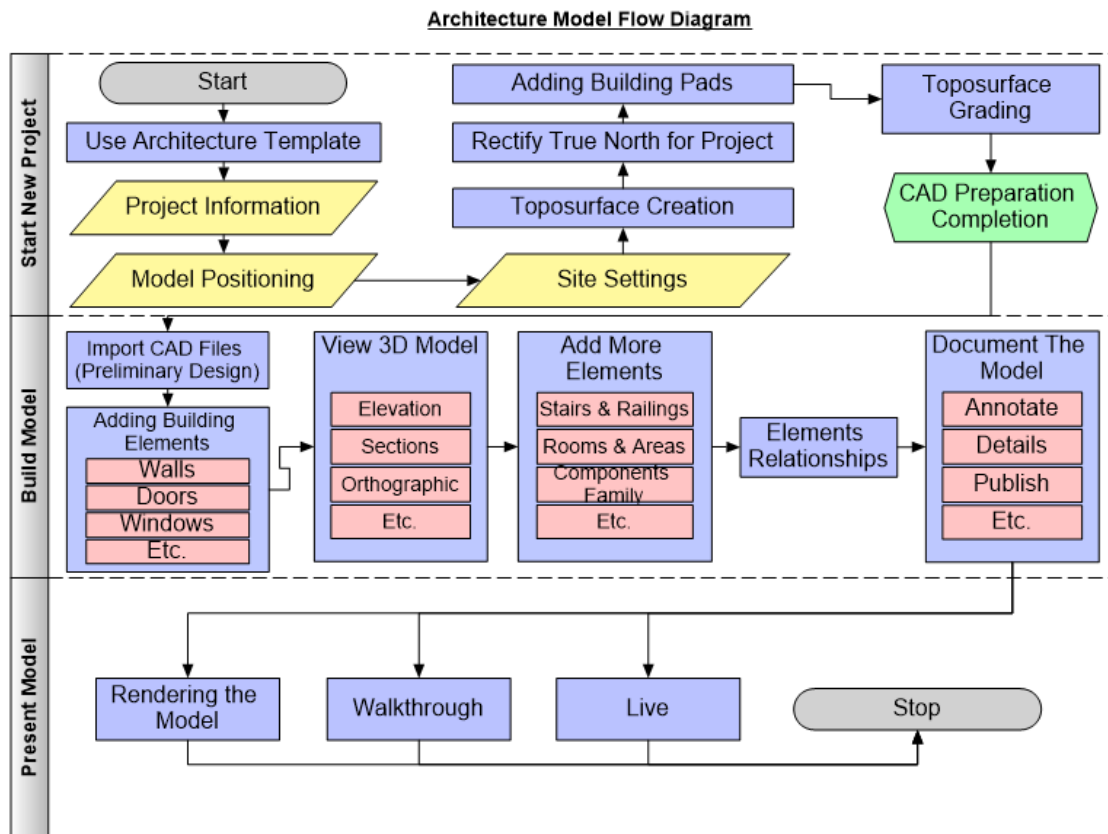 Architecture Model Flow Diagram
Start New Project
Start
Use Architecture Template
Project Information
Model Positioning
Site Settings
Toposurface Creation
Rectify True North for Project
Adding Building Pads
Toposurface
Grading
CAD Preparation
Completion
Build Model
Import CAD Files
(Preliminary Design)
Adding Building
Elements
Walls
Doors
Windows
Etc.
View 3D Model
Elevation
Sections
Orthographic
Etc.
Add More
Elements
Stairs & Railings
Rooms & Areas
Components
Family
Etc.
Elements
Relationships
Document The
Model
Annotate
Details
Publish
Etc.
Present Model
Rendering the
Model
Walkthrough
Live
Stop